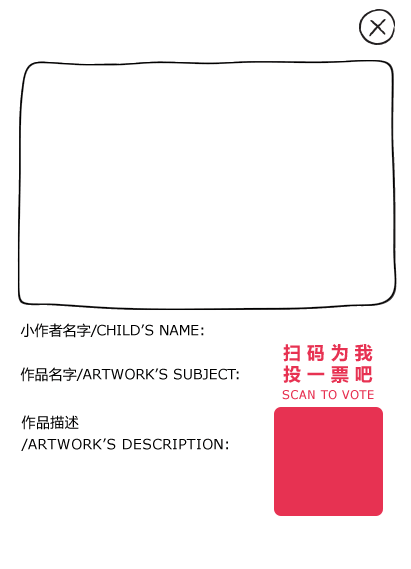 小作者名字/CHILD'S NAME:
扫码为我
投一票吧
SCAN TO VOTE
作品名字/ARTWORK'S SUBJECT:
作品描述
/ARTWORK'S DESCRIPTION: